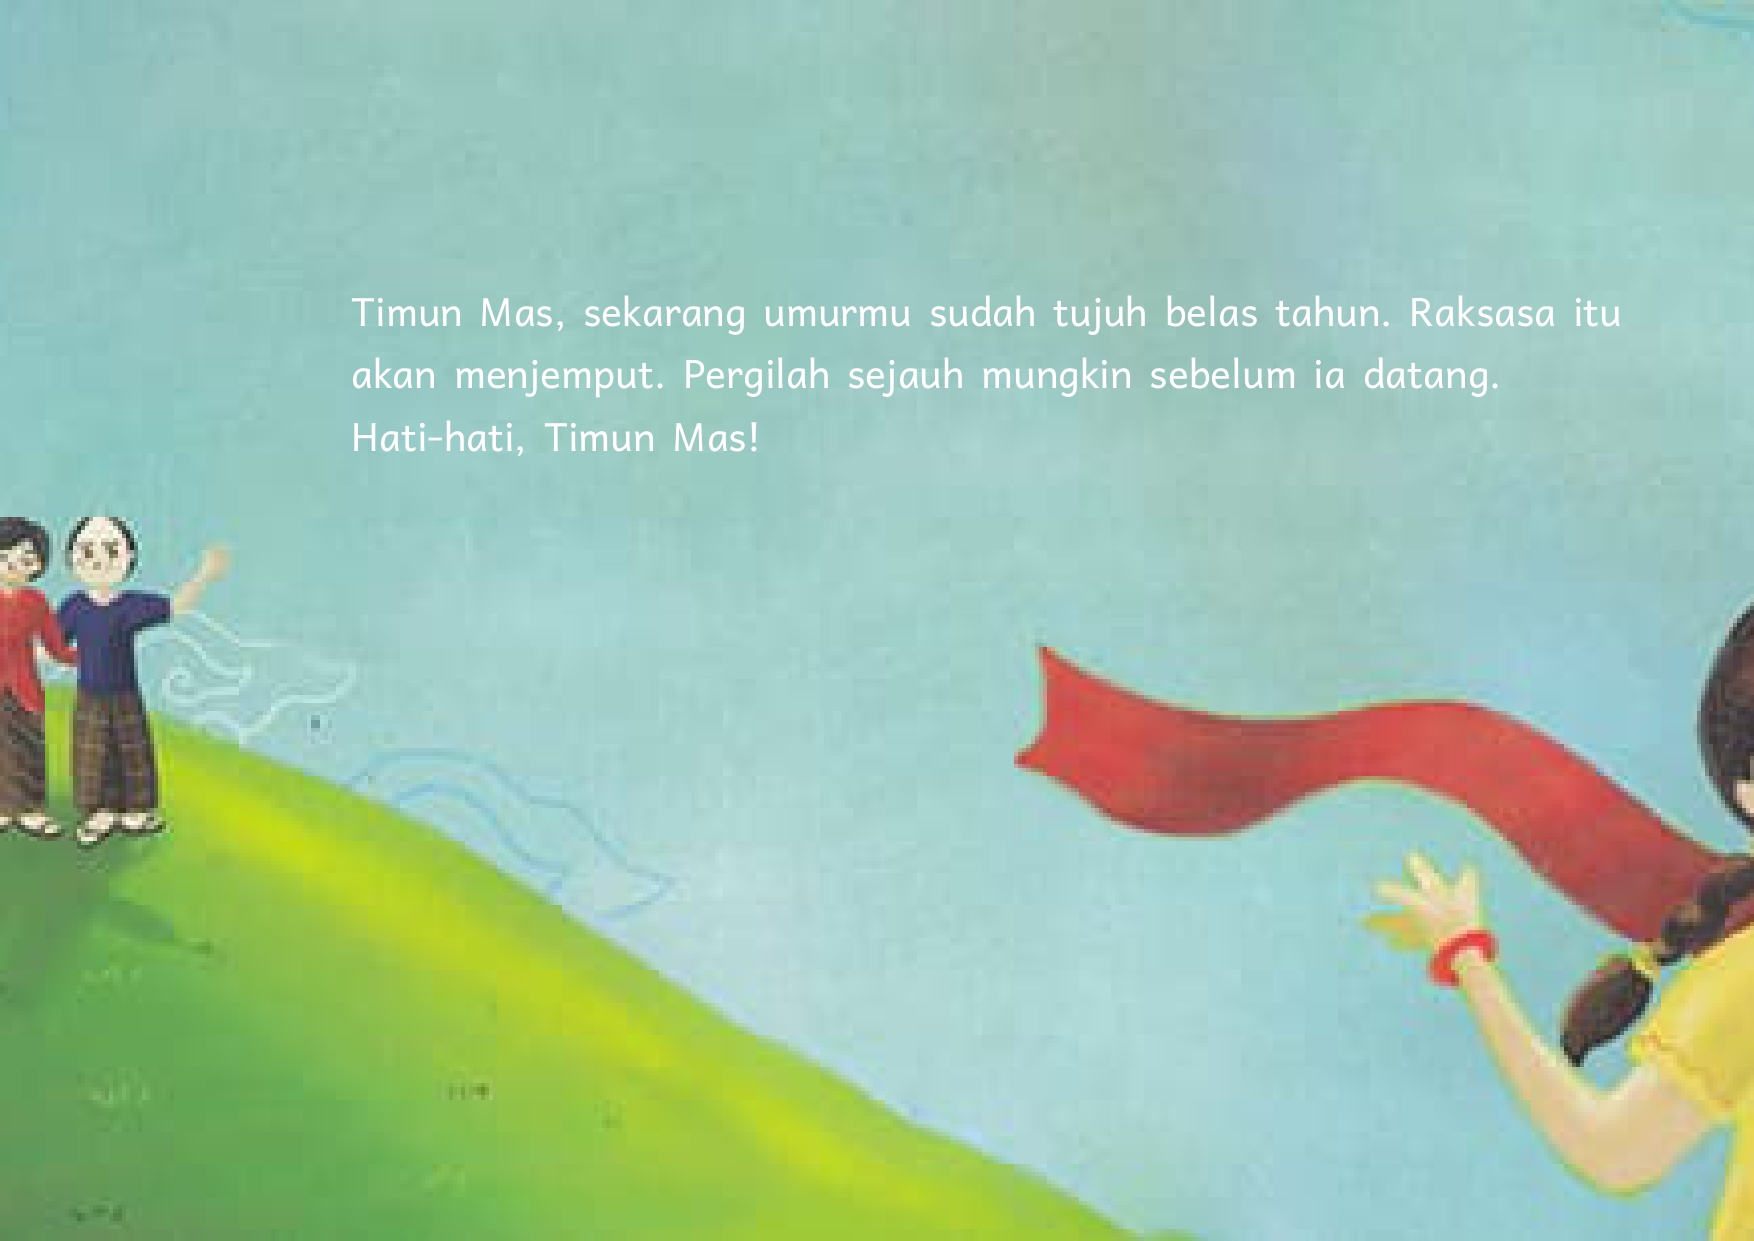 Timun Mas, sekarang umurmu sudah tujuh belas tahun. Raksasa itu
akan menjemput. Pergilah sejauh mungkin sebelum ia datang.
Hati-hati, Timun Mas!